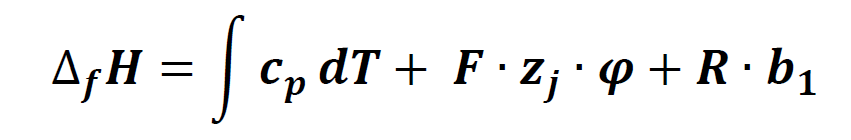 Δ_f H = ∫ c_p dT + F · z_j · φ + R · b_1